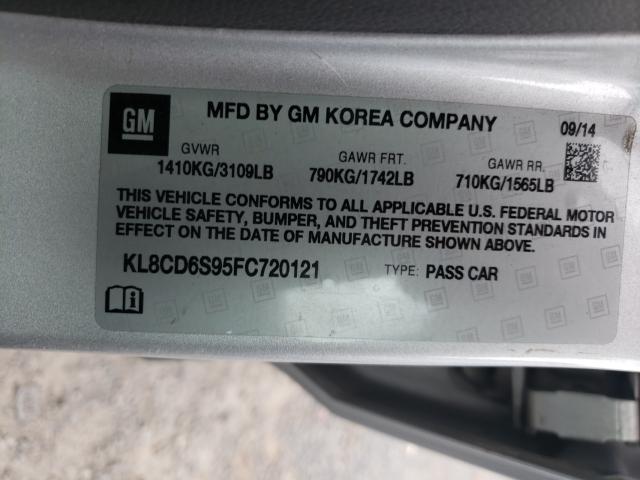 GM
MFD BY GM KOREA COMPANY
09/14
GVWR GAWR FRT. GAWR RR.
1410KG/3109LB 790KG/1742LB 710KG/1565LB
THIS VEHICLE CONFORMS TO ALL APPLICABLE U.S. FEDERAL MOTOR
VEHICLE SAFETY, BUMPER, AND THEFT PREVENTION STANDARDS IN
EFFECT ON THE DATE OF MANUFACTURE SHOWN ABOVE.
KL8CD6S95FC720121 TYPE: PASS CAR